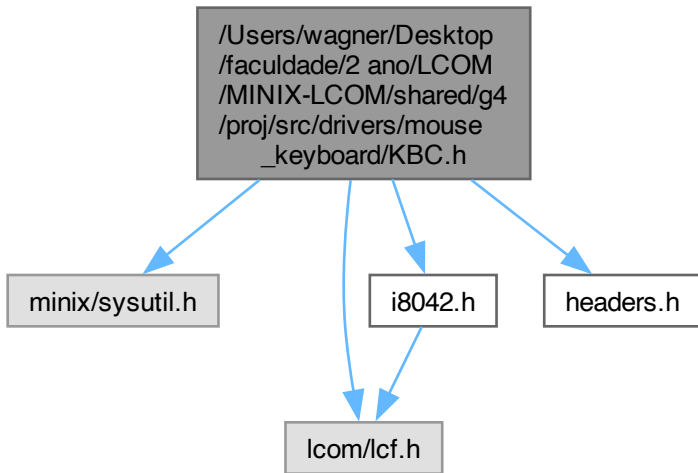 /Users/wagner/Desktop
/faculdade/2 ano/LCOM
/MINIX-LCOM/shared/g4
/proj/src/drivers/mouse
_keyboard/KBC.h
minix/sysutil.h
i8042.h
headers.h
lcom/lcf.h